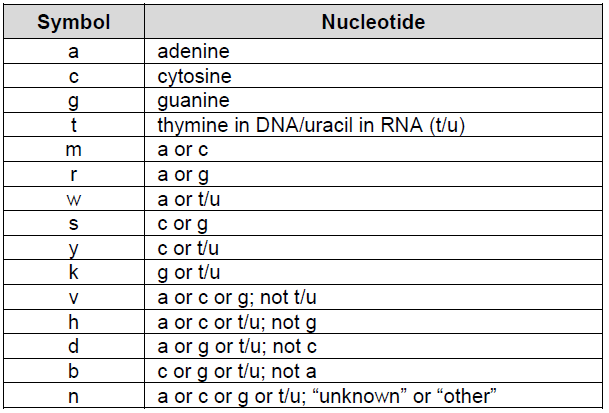 Symbol Nucleotide
a adenine
c cytosine
g guanine
t thymine in DNA/uracil in RNA (t/u)
m a or c
r a or g
w a or t/u
s c or g
y c or t/u
k g or t/u
v a or c or g; not t/u
h a or c or t/u; not g
d a or g or t/u; not c
b c or g or t/u; not a
n a or c or g or t/u; “unknown” or “other”